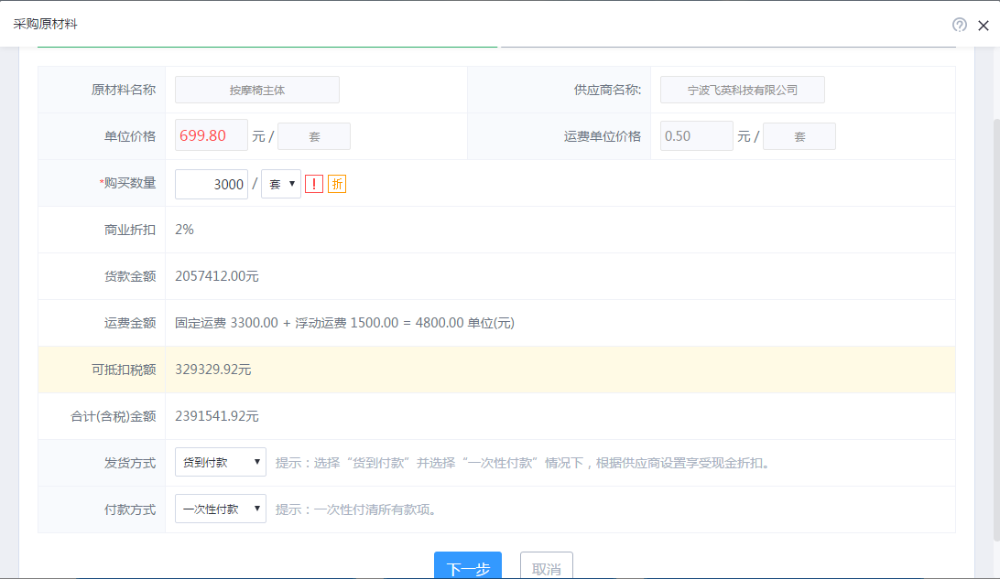 采购原材料
原材料名称 按摩椅主体 供应商名称: 宁波飞英科技有限公司
单位价格 699.80 元 / 套 运费单位价格 0.50 元 / 套
*购买数量 3000 / 套 ! 折
商业折扣 2%
货款金额 2057412.00元
运费金额 固定运费 3300.00 + 浮动运费 1500.00 = 4800.00 单位(元)
可抵扣税额 329329.92元
合计(含税)金额 2391541.92元
发货方式 货到付款 提示：选择“货到付款”并选择“一次性付款”情况下，根据供应商设置享受现金折扣。
付款方式 一次性付款 提示：一次性付清所有款项。
下一步 取消